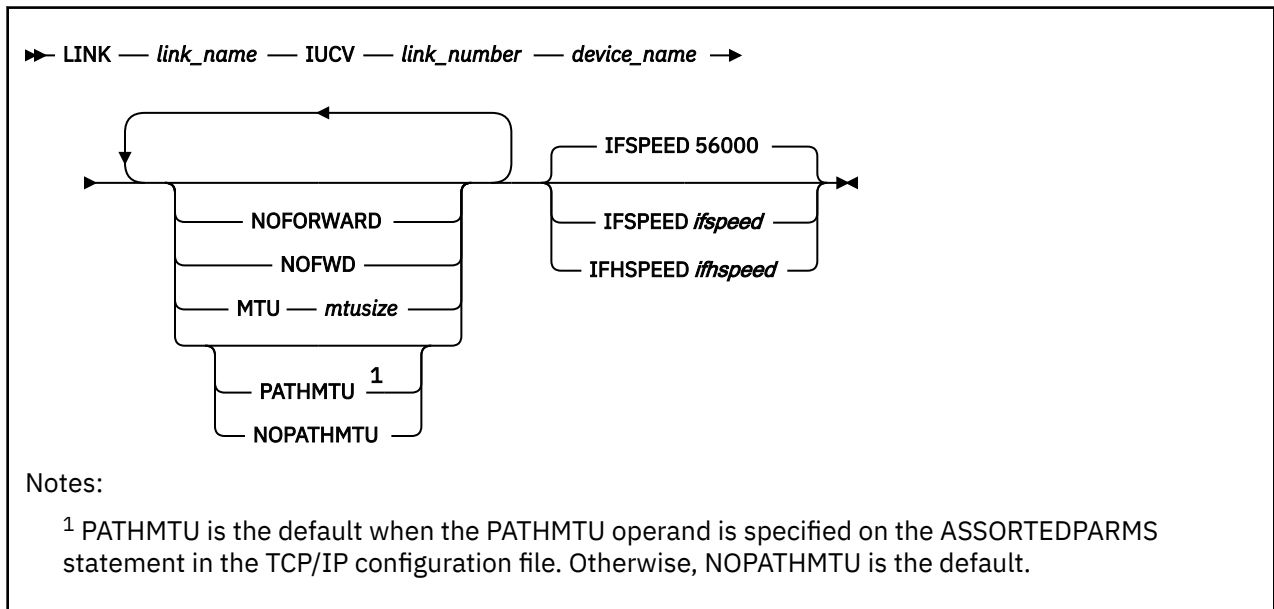 LINK link_name IUCV link_number device_name
IFSPEED 56000
NOFORWARD IFSPEED ifspeed
NOFWD IFHSPEED ifhspeed
MTU mtusize
PATHMTU 1
NOPATHMTU
Notes:
1 PATHMTU is the default when the PATHMTU operand is specified on the ASSORTEDPARMS
statement in the TCP/IP configuration file. Otherwise, NOPATHMTU is the default.